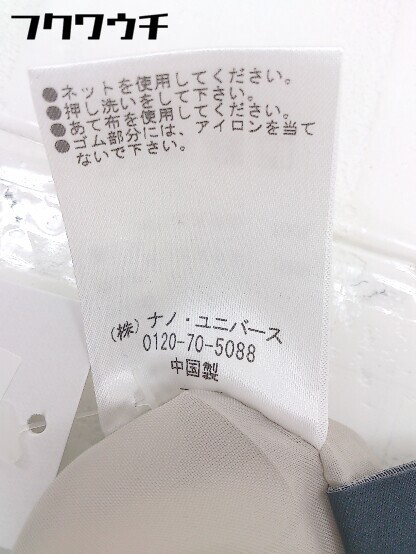 フクワウチ
●ネットを使用してください。
●押し洗いをして下さい。
●あて布を使用してください。
●ゴム部分には、アイロンを当て
ないで下さい。
(株) ナノ・ユニバース
0120-70-5088
中国製